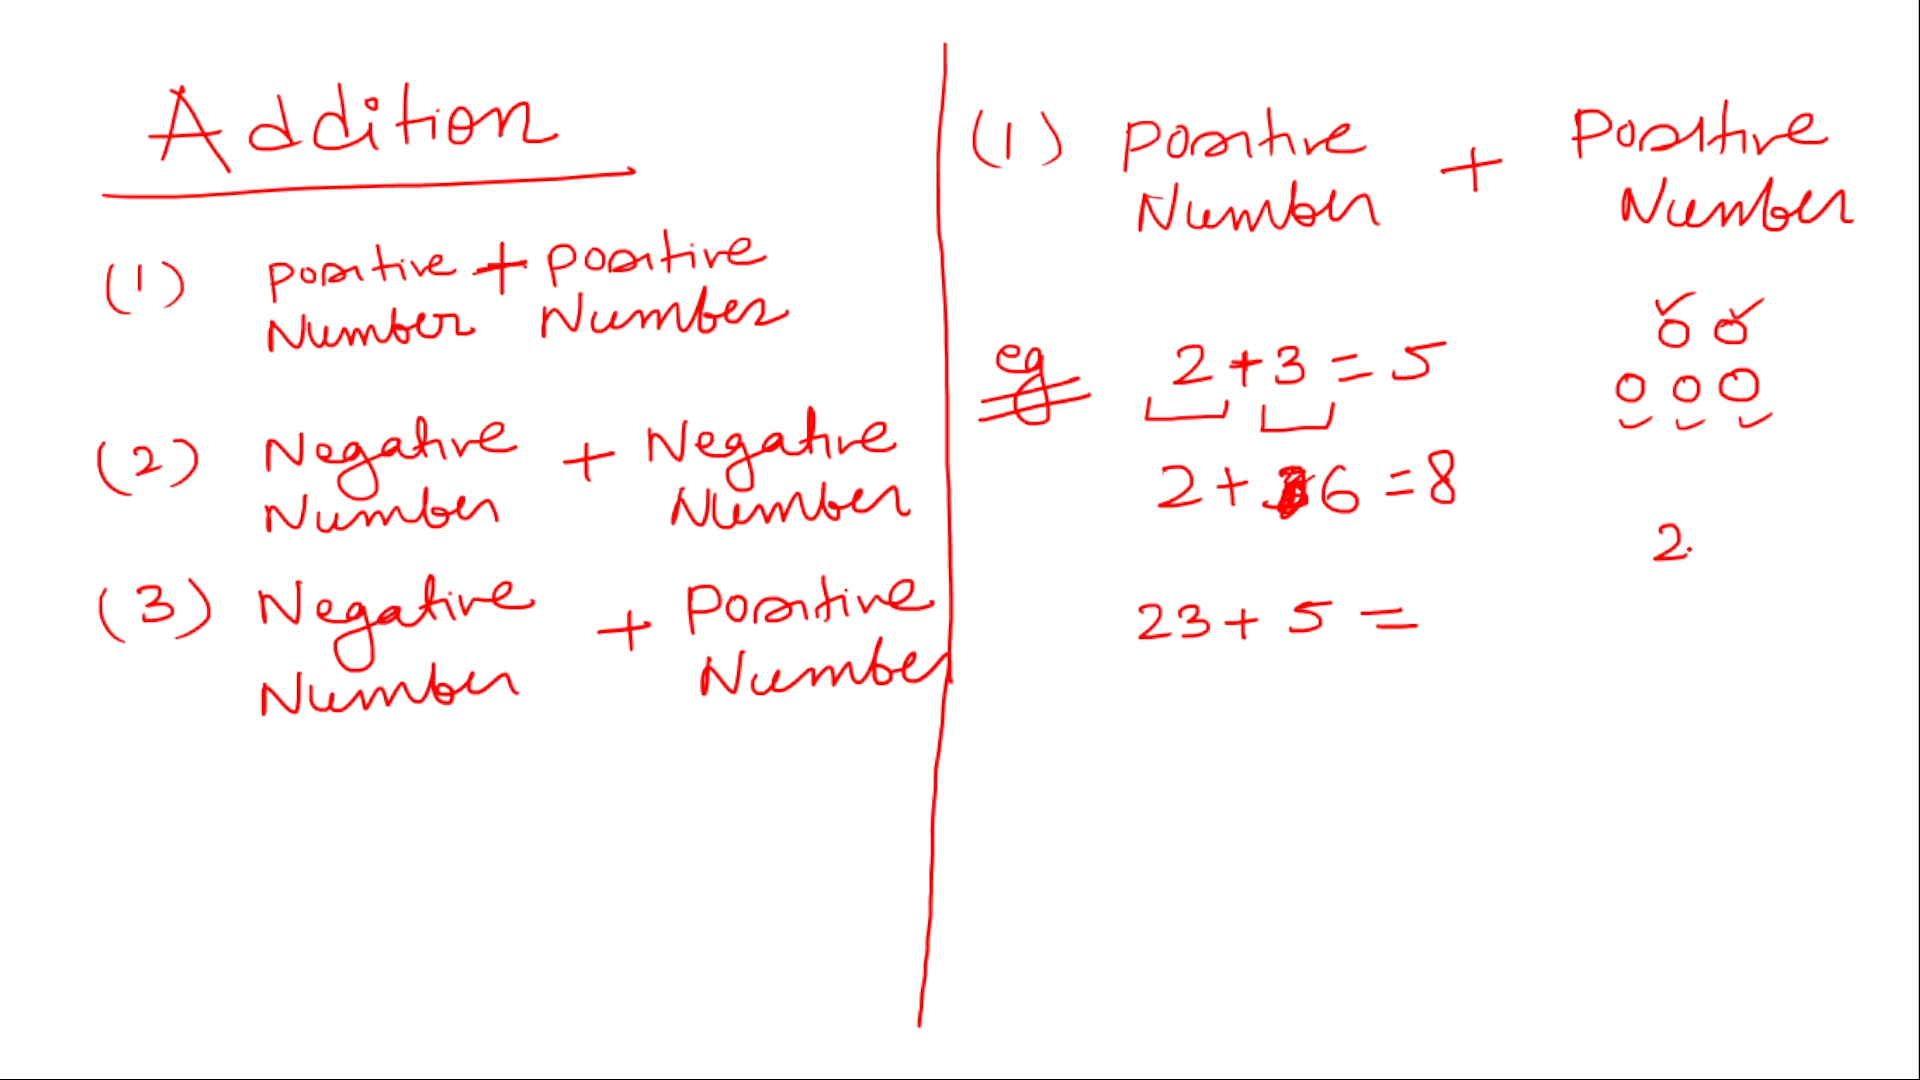 Addition
(1) Positive + Positive
Number Number
(2) Negative + Negative
Number Number
(3) Negative + Positive
Number Number
(1) Positive + Positive
Number Number
eg 2 + 3 = 5
2 + 6 = 8
2
23 + 5 =